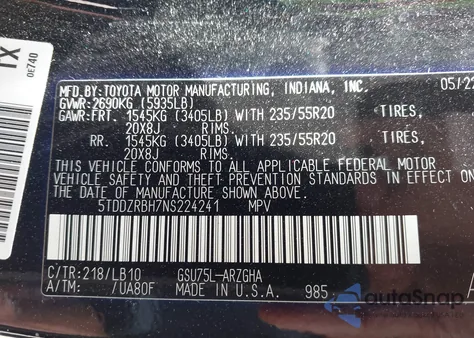 TX
0E740
MFD.BY:TOYOTA MOTOR MANUFACTURING, INDIANA, INC. 05/22
GVWR:2690KG (5935LB)
GAWR:FRT. 1545KG (3405LB) WITH 235/55R20 TIRES,
20X8J RIMS.
RR. 1545KG (3405LB) WITH 235/55R20 TIRES,
20X8J RIMS.
THIS VEHICLE CONFORMS TO ALL APPLICABLE FEDERAL MOTOR
VEHICLE SAFETY AND THEFT PREVENTION STANDARDS IN EFFECT ON
THE DATE OF MANUFACTURE SHOWN ABOVE.
5TDDZRBH7NS224241 MPV
C/TR:218/LB10 GSU75L-ARZGHA
A/TM: /UA80F MADE IN U.S.A. 985
A
autoSnap